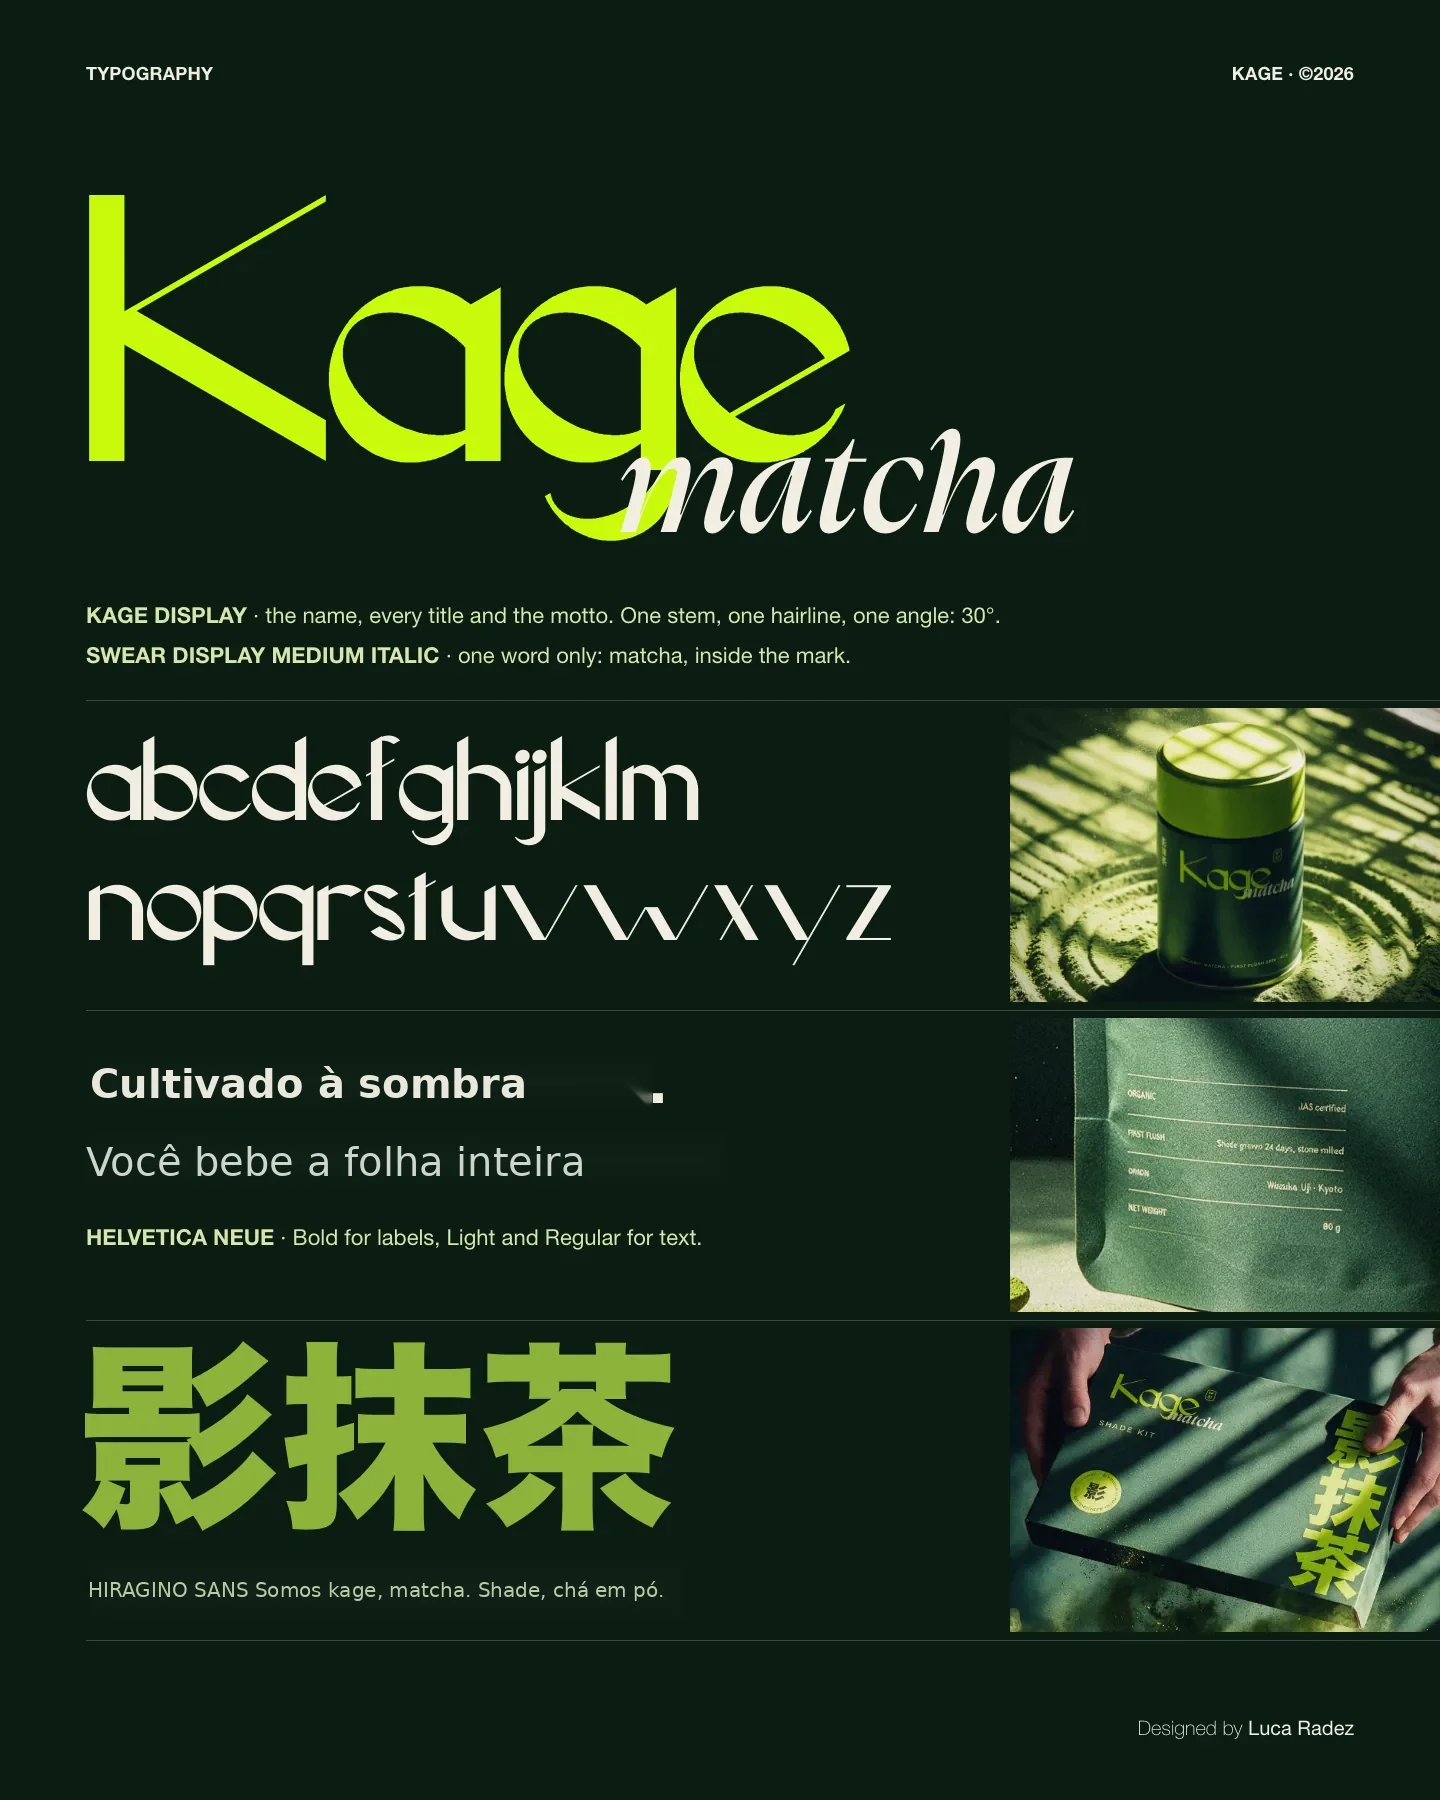 TYPOGRAPHY
KAGE · ©2026
Kage
matcha
KAGE DISPLAY · the name, every title and the motto. One stem, one hairline, one angle: 30°.
SWEAR DISPLAY MEDIUM ITALIC · one word only: matcha, inside the mark.
abcdefghijklm
nopqrstuvwxyz
Kage
matcha
Cultivado à sombra .
Você bebe a folha inteira
HELVETICA NEUE · Bold for labels, Light and Regular for text.
ORGANIC JAS certified
FIRST FLUSH Shade grown 24 days, stone milled
ORIGIN Wazuka, Uji · Kyoto
NET WEIGHT 80 g
影抹茶
HIRAGINO SANS Somos kage, matcha. Shade, chá em pó.
Kage
matcha
SHADE KIT
影
影抹茶
Designed by Luca Radez